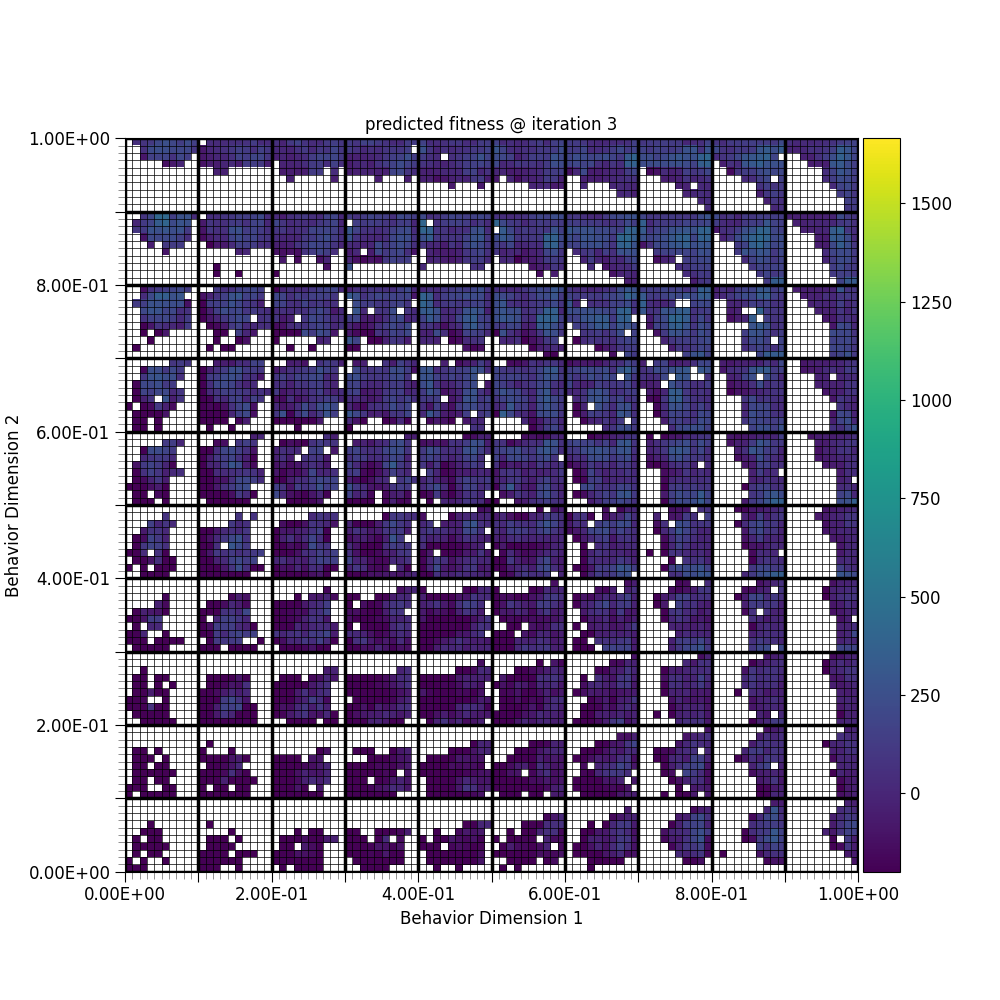 predicted fitness @ iteration 3
1.00E+00
8.00E-01
6.00E-01
4.00E-01
2.00E-01
0.00E+00
Behavior Dimension 2
0.00E+00 2.00E-01 4.00E-01 6.00E-01 8.00E-01 1.00E+00
Behavior Dimension 1
1500
1250
1000
750
500
250
0